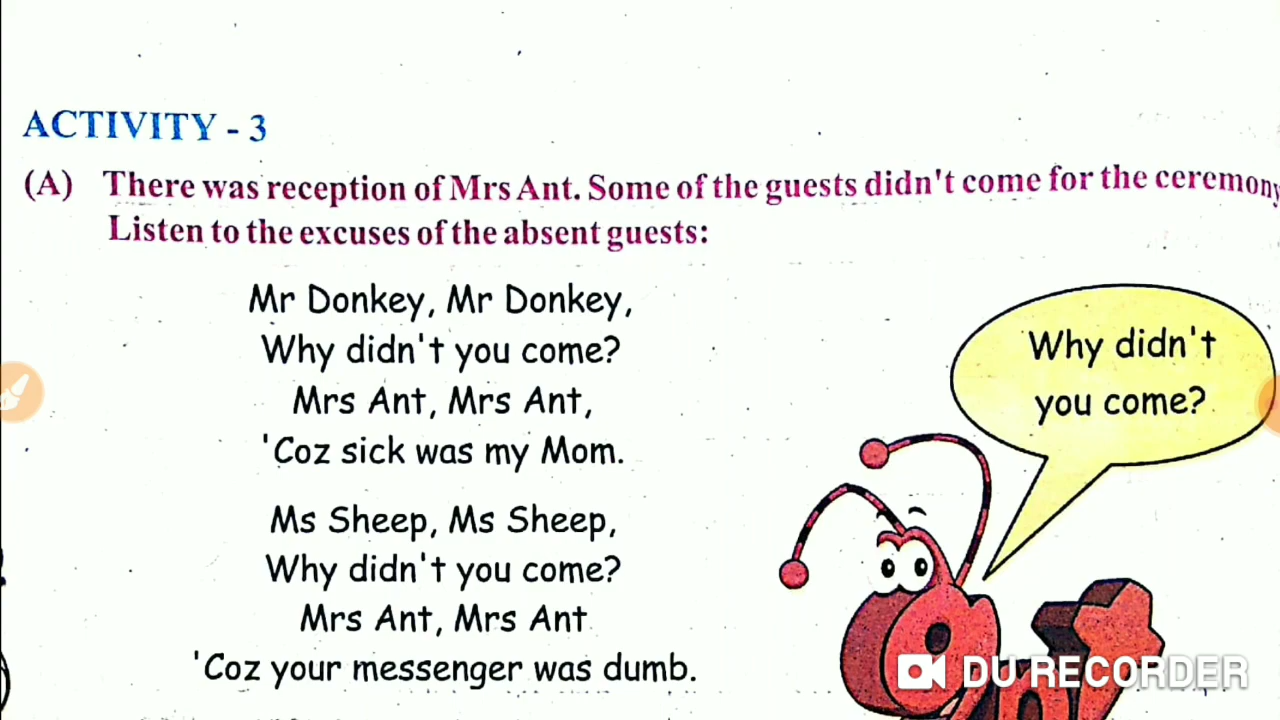 ACTIVITY - 3
(A) There was reception of Mrs Ant. Some of the guests didn't come for the ceremony
Listen to the excuses of the absent guests:
Mr Donkey, Mr Donkey,
Why didn't you come?
Mrs Ant, Mrs Ant,
'Coz sick was my Mom.
Ms Sheep, Ms Sheep,
Why didn't you come?
Mrs Ant, Mrs Ant
'Coz your messenger was dumb.
Why didn't
you come?
DU RECORDER